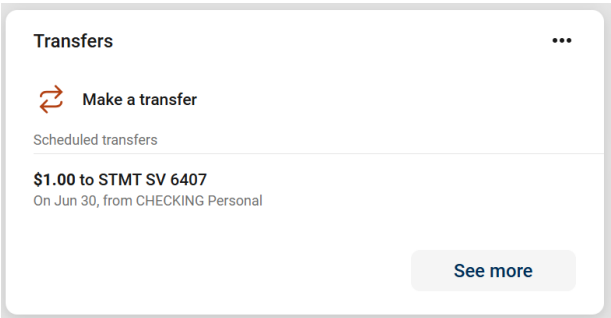 Transfers
Make a transfer
Scheduled transfers
$1.00 to STMT SV 6407
On Jun 30, from CHECKING Personal
See more